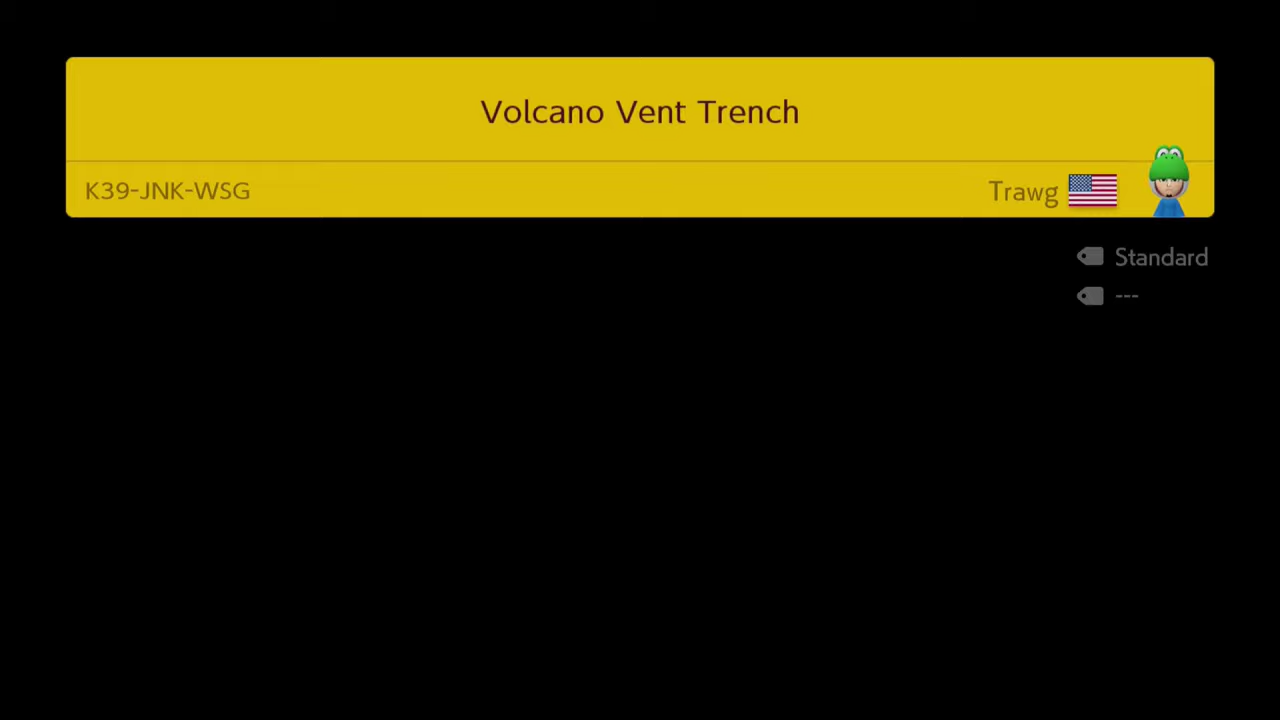 Volcano Vent Trench
K39-JNK-WSG
Trawg
Standard
---